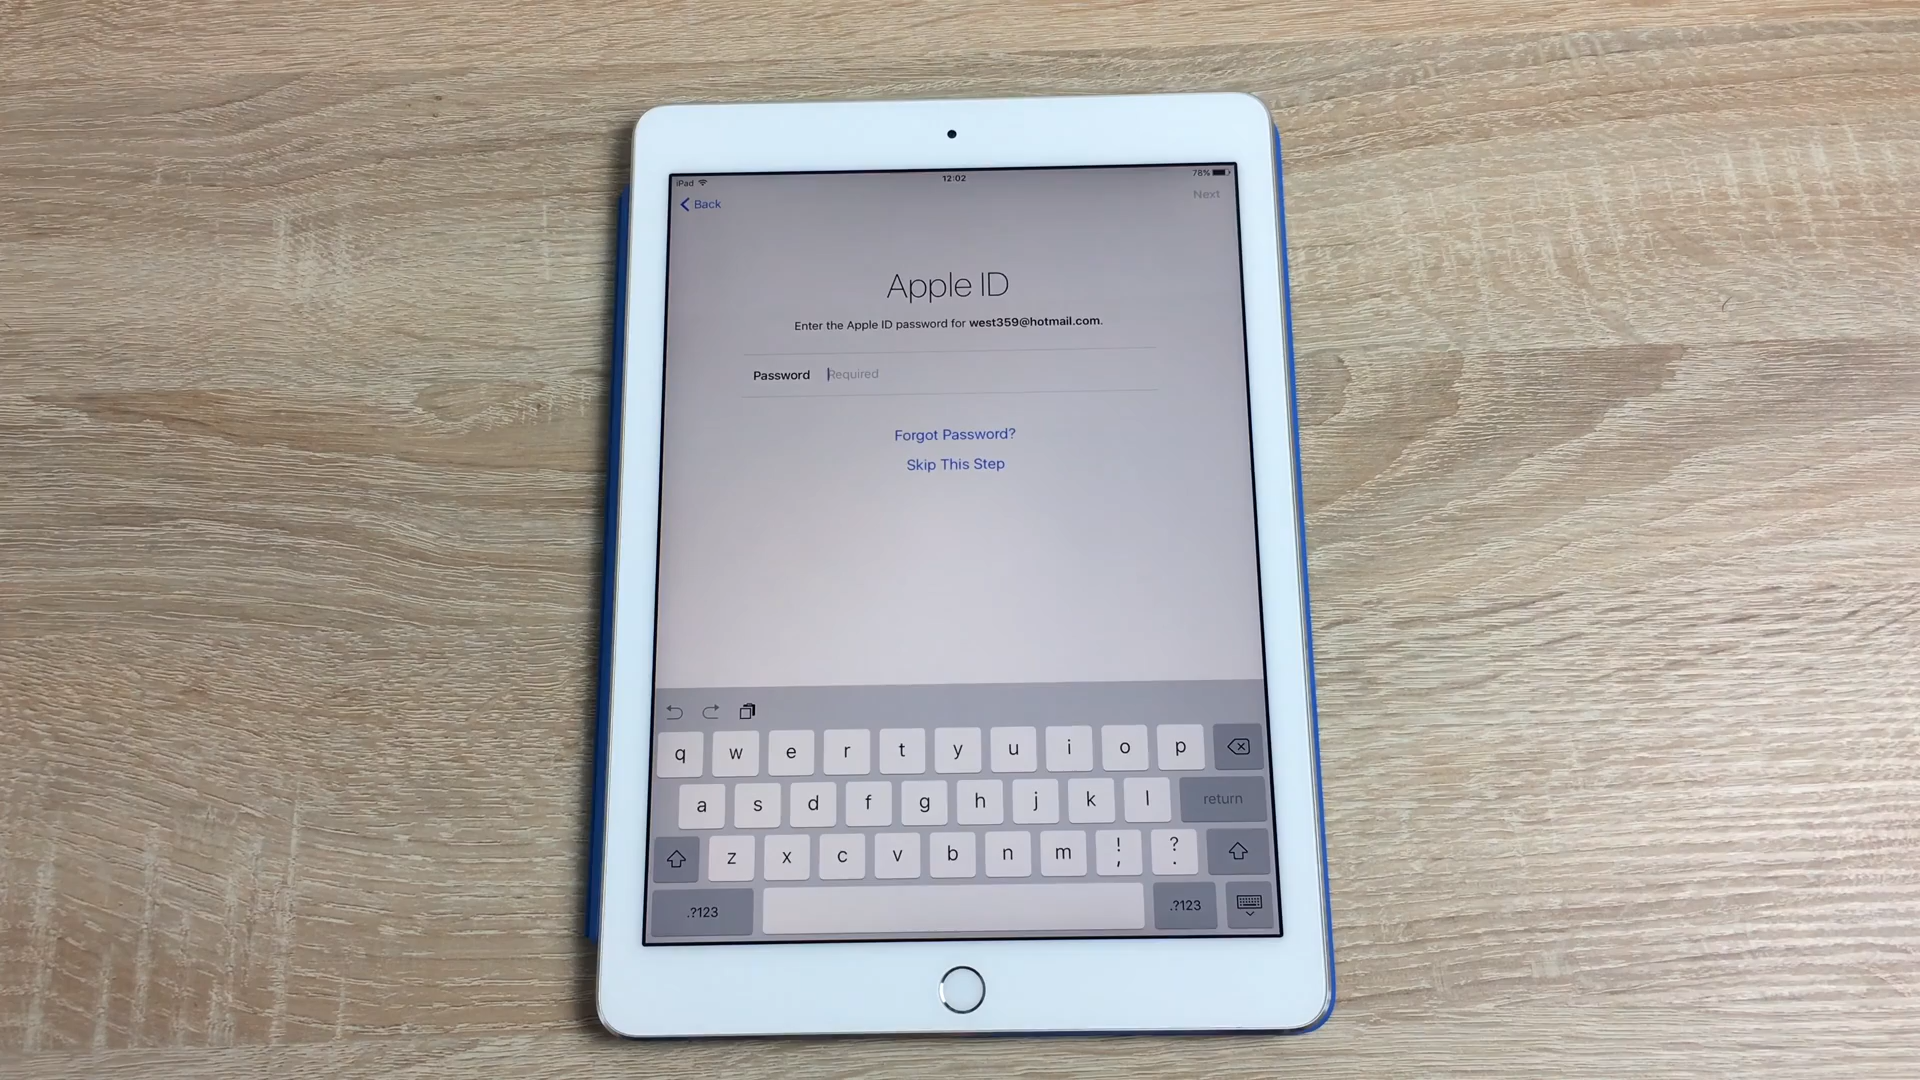 iPad 12:02 78%
Back Next
Apple ID
Enter the Apple ID password for west359@hotmail.com.
Password Required
Forgot Password?
Skip This Step
q w e r t y u i o p
a s d f g h j k l return
z x c v b n m ! , ? .
.?123 .?123